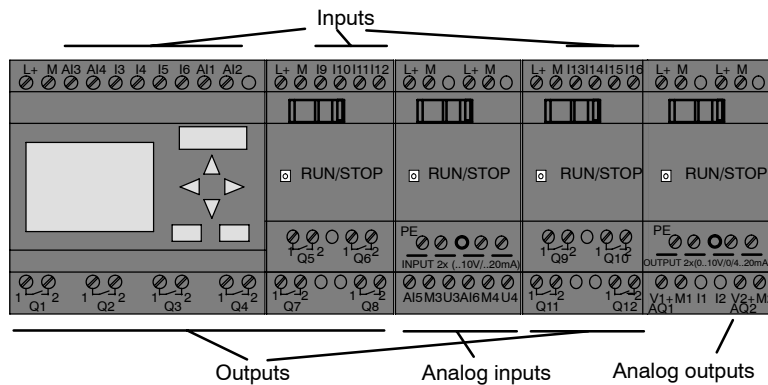 Inputs
L+ M AI3 AI4 I3 I4 I5 I6 AI1 AI2
L+ M I9 I10 I11 I12
L+ M L+ M
L+ M I13 I14 I15 I16
L+ M L+ M
RUN/STOP
RUN/STOP
RUN/STOP
RUN/STOP
1 2 1 2
Q5 Q6
PE
INPUT 2x (..10V/..20mA)
1 2 1 2
Q9 Q10
PE
OUTPUT 2x(0..10V/0/4..20mA)
1 2 1 2 1 2 1 2
Q1 Q2 Q3 Q4
1 2 1 2
Q7 Q8
AI5 M3 U3 AI6 M4 U4
1 2 1 2
Q11 Q12
V1+ M1 I1 I2 V2+
AQ1 AQ2
Outputs
Analog inputs
Analog outputs